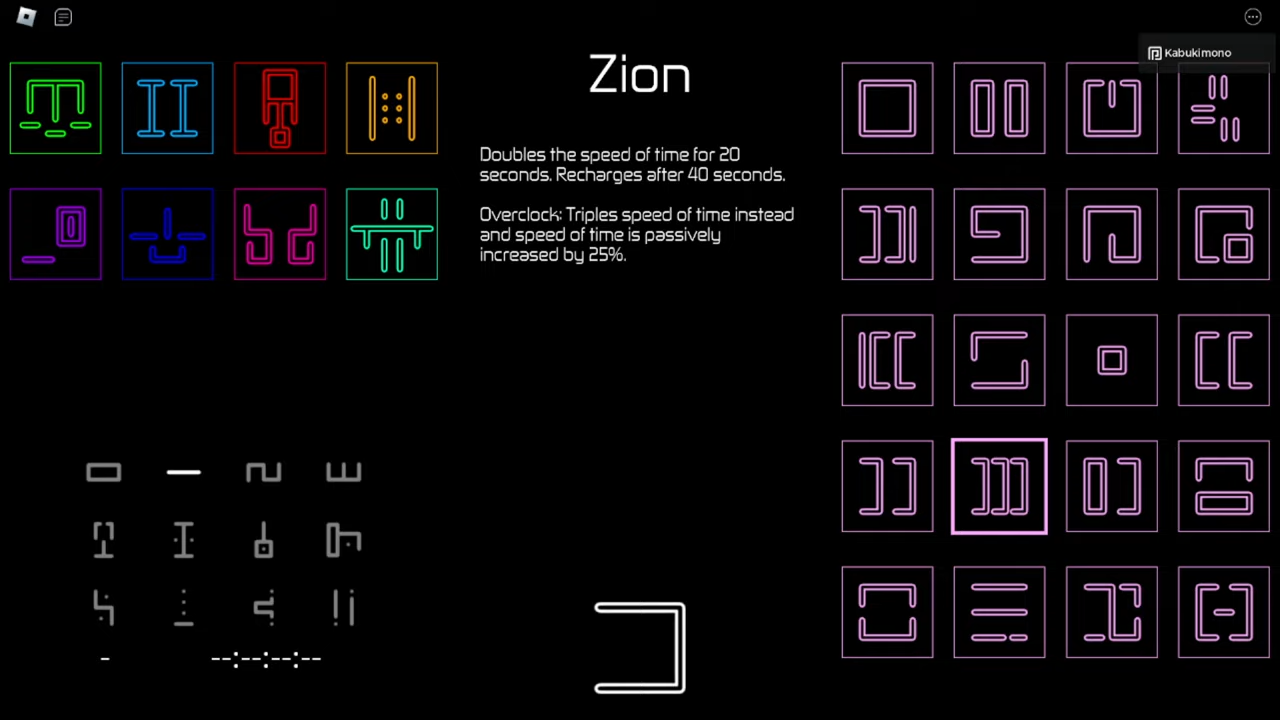 Kabukimono
Zion
Doubles the speed of time for 20
seconds. Recharges after 40 seconds.
Overclock: Triples speed of time instead
and speed of time is passively
increased by 25%.
- --:--:--:--